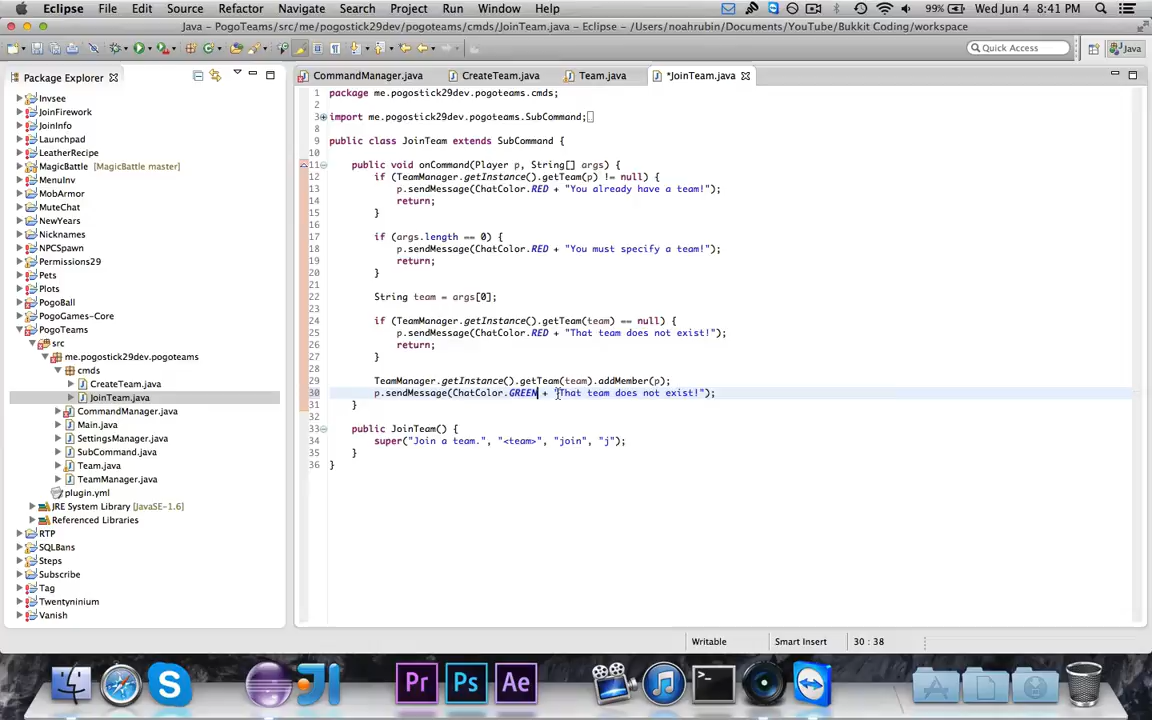 Eclipse File Edit Source Refactor Navigate Search Project Run Window Help 99% Wed Jun 4 8:41 PM
Java - PogoTeams/src/me/pogostick29dev/pogoteams/cmds/JoinTeam.java - Eclipse - /Users/noahrubin/Documents/YouTube/Bukkit Coding/workspace
Quick Access Java
Package Explorer
Invsee
JoinFirework
JoinInfo
Launchpad
LeatherRecipe
MagicBattle [MagicBattle master]
MenuInv
MobArmor
MuteChat
NewYears
Nicknames
NPCSpawn
Permissions29
Pets
Plots
PogoBall
PogoGames-Core
PogoTeams
src
me.pogostick29dev.pogoteams
cmds
CreateTeam.java
JoinTeam.java
CommandManager.java
Main.java
SettingsManager.java
SubCommand.java
Team.java
TeamManager.java
plugin.yml
JRE System Library [JavaSE-1.6]
Referenced Libraries
RTP
SQLBans
Steps
Subscribe
Tag
Twentyninium
Vanish
CommandManager.java CreateTeam.java Team.java *JoinTeam.java
1 package me.pogostick29dev.pogoteams.cmds;
2
3 import me.pogostick29dev.pogoteams.SubCommand;
8
9 public class JoinTeam extends SubCommand {
10
11 public void onCommand(Player p, String[] args) {
12 if (TeamManager.getInstance().getTeam(p) != null) {
13 p.sendMessage(ChatColor.RED + "You already have a team!");
14 return;
15 }
16
17 if (args.length == 0) {
18 p.sendMessage(ChatColor.RED + "You must specify a team!");
19 return;
20 }
21
22 String team = args[0];
23
24 if (TeamManager.getInstance().getTeam(team) == null) {
25 p.sendMessage(ChatColor.RED + "That team does not exist!");
26 return;
27 }
28
29 TeamManager.getInstance().getTeam(team).addMember(p);
30 p.sendMessage(ChatColor.GREEN + "That team does not exist!");
31 }
32
33 public JoinTeam() {
34 super("Join a team.", "<team>", "join", "j");
35 }
36 }
Writable Smart Insert 30 : 38
S Pr Ps Ae